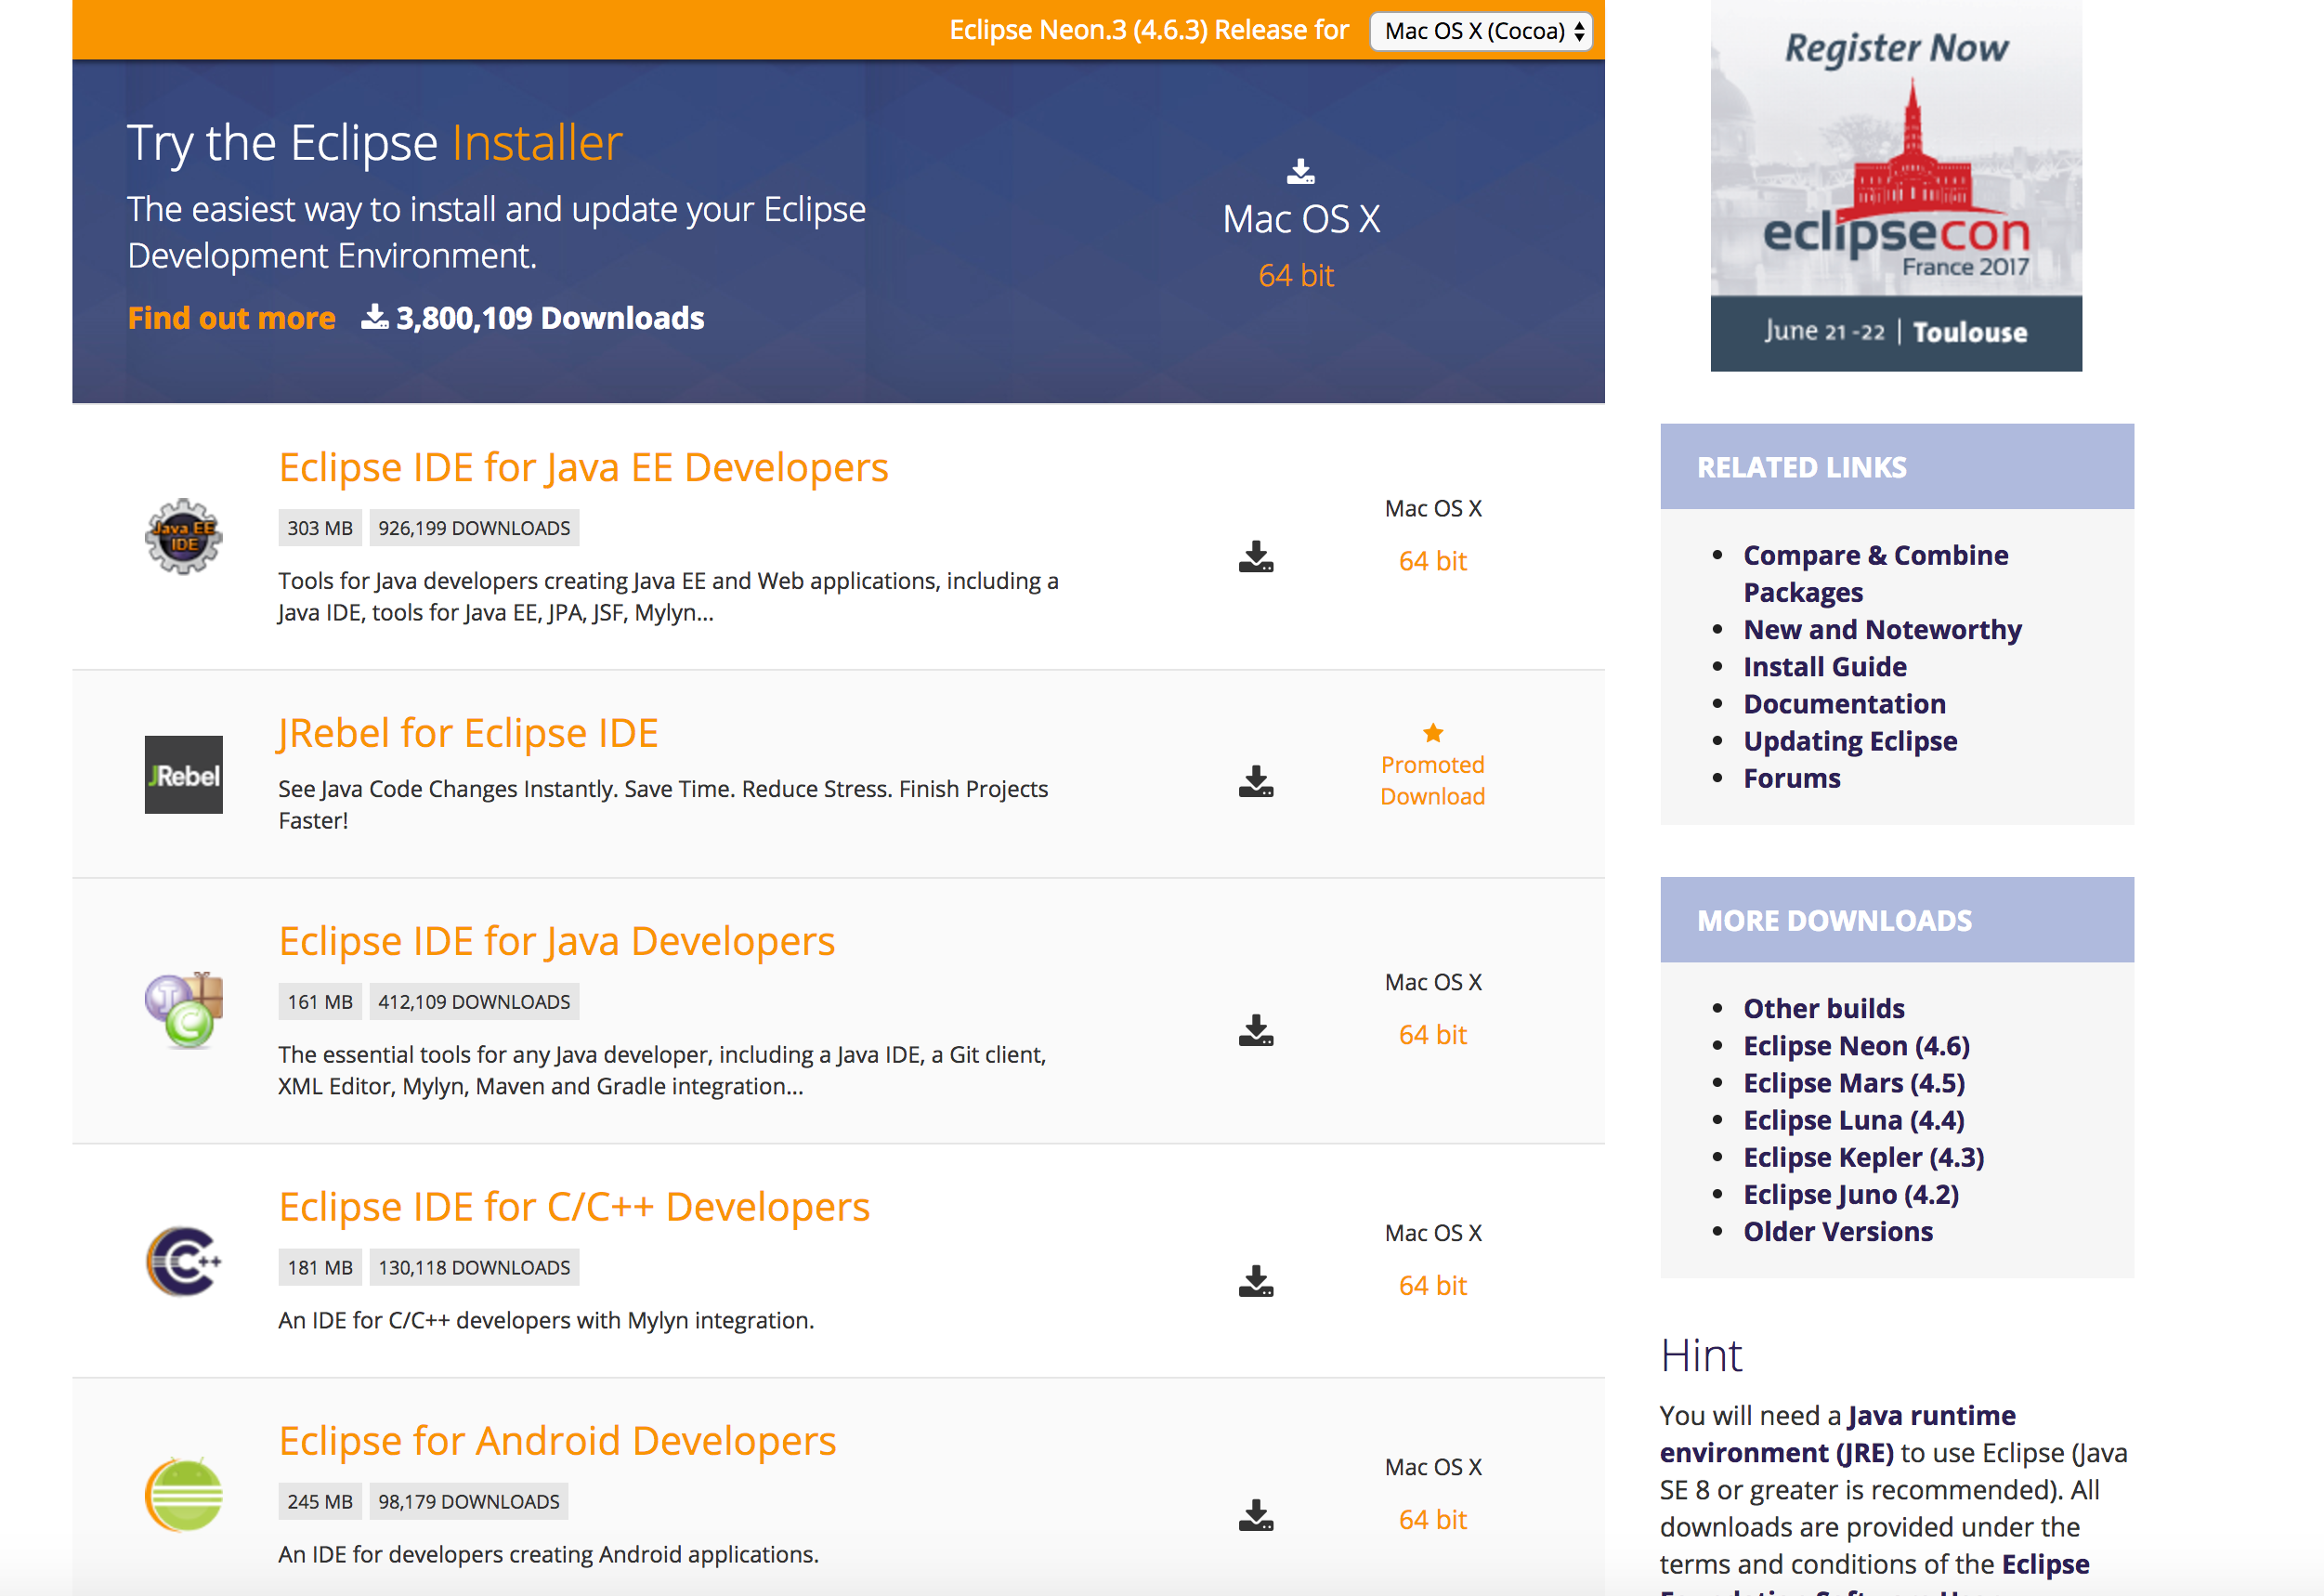 Eclipse Neon.3 (4.6.3) Release for Mac OS X (Cocoa)
Try the Eclipse Installer
The easiest way to install and update your Eclipse
Development Environment.
Find out more 3,800,109 Downloads
Mac OS X
64 bit
Java EE
IDE
Eclipse IDE for Java EE Developers
303 MB 926,199 DOWNLOADS
Tools for Java developers creating Java EE and Web applications, including a
Java IDE, tools for Java EE, JPA, JSF, Mylyn...
Mac OS X
64 bit
JRebel
JRebel for Eclipse IDE
See Java Code Changes Instantly. Save Time. Reduce Stress. Finish Projects
Faster!
Promoted
Download
J
C
Eclipse IDE for Java Developers
161 MB 412,109 DOWNLOADS
The essential tools for any Java developer, including a Java IDE, a Git client,
XML Editor, Mylyn, Maven and Gradle integration...
Mac OS X
64 bit
C++
Eclipse IDE for C/C++ Developers
181 MB 130,118 DOWNLOADS
An IDE for C/C++ developers with Mylyn integration.
Mac OS X
64 bit
Eclipse for Android Developers
245 MB 98,179 DOWNLOADS
An IDE for developers creating Android applications.
Mac OS X
64 bit
Register Now
eclipsecon
France 2017
June 21-22 | Toulouse
RELATED LINKS
Compare & Combine
Packages
New and Noteworthy
Install Guide
Documentation
Updating Eclipse
Forums
MORE DOWNLOADS
Other builds
Eclipse Neon (4.6)
Eclipse Mars (4.5)
Eclipse Luna (4.4)
Eclipse Kepler (4.3)
Eclipse Juno (4.2)
Older Versions
Hint
You will need a Java runtime
environment (JRE) to use Eclipse (Java
SE 8 or greater is recommended). All
downloads are provided under the
terms and conditions of the Eclipse